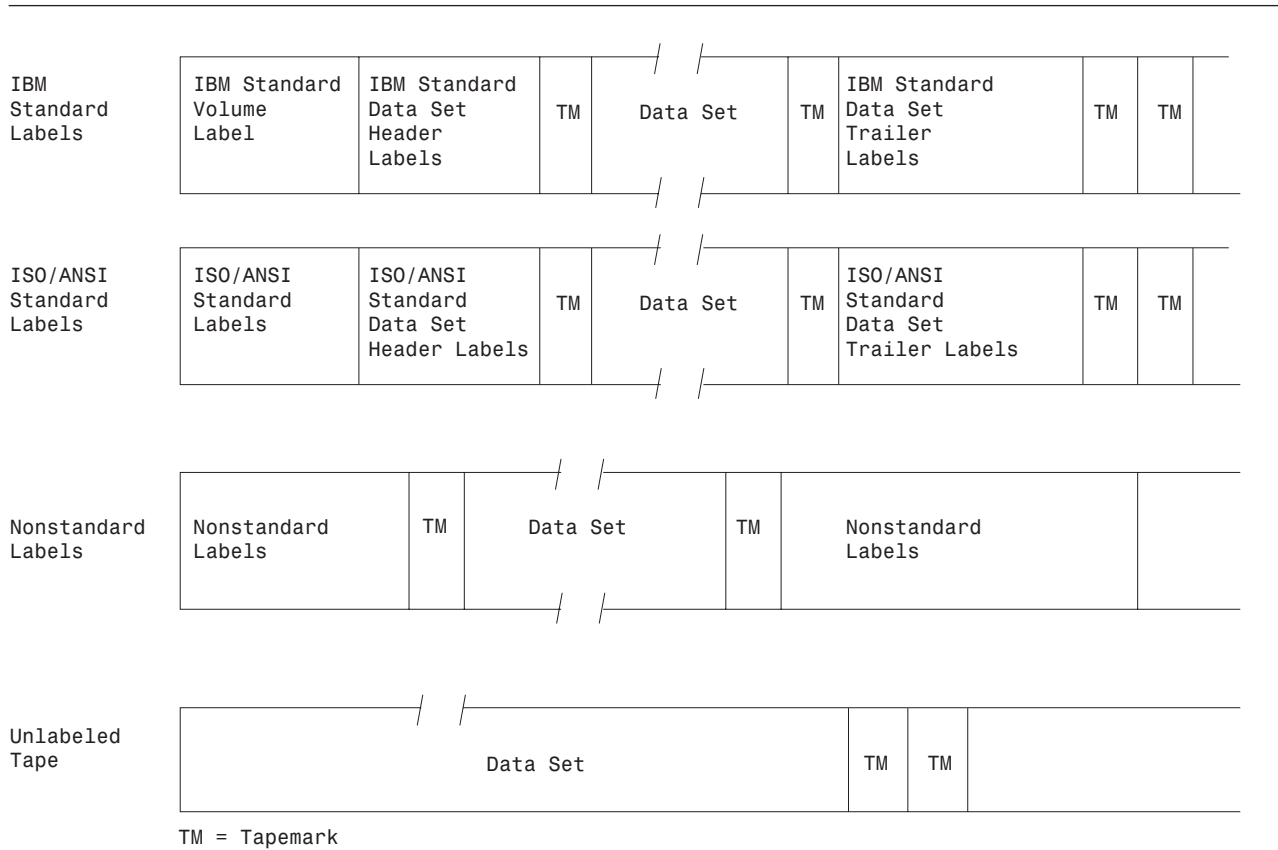 IBM
Standard
Labels
IBM Standard
Volume
Label
IBM Standard
Data Set
Header
Labels
TM
Data Set
TM
IBM Standard
Data Set
Trailer
Labels
TM
TM
ISO/ANSI
Standard
Labels
ISO/ANSI
Standard
Labels
ISO/ANSI
Standard
Data Set
Header Labels
TM
Data Set
TM
ISO/ANSI
Standard
Data Set
Trailer Labels
TM
TM
Nonstandard
Labels
Nonstandard
Labels
TM
Data Set
TM
Nonstandard
Labels
Unlabeled
Tape
Data Set
TM
TM
TM = Tapemark